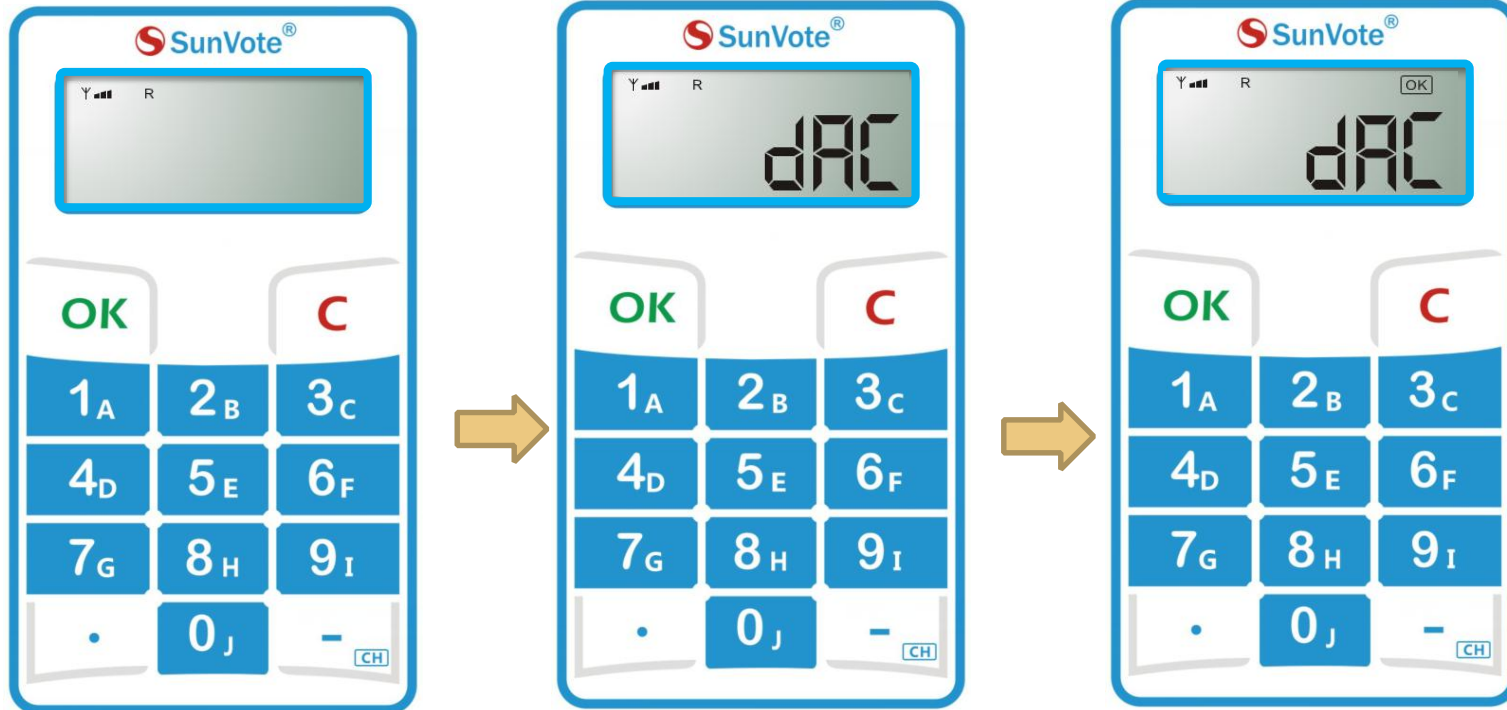 SunVote®
R
OK C
1A 2B 3C
4D 5E 6F
7G 8H 9I
. 0J -
CH
SunVote®
R
dAC
OK C
1A 2B 3C
4D 5E 6F
7G 8H 9I
. 0J -
CH
SunVote®
R OK
dAC
OK C
1A 2B 3C
4D 5E 6F
7G 8H 9I
. 0J -
CH